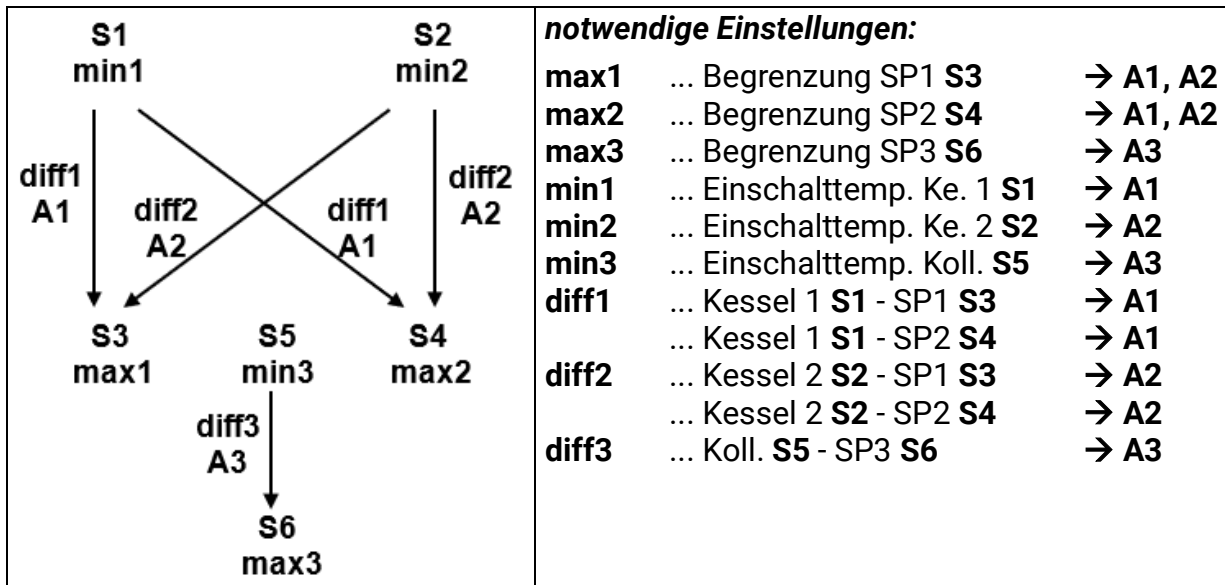 S1 S2
min1 min2
diff1 diff2 diff1 diff2
A1 A2 A1 A2
S3 S5 S4
max1 min3 max2
diff3
A3
S6
max3
notwendige Einstellungen:
max1 ... Begrenzung SP1 S3 → A1, A2
max2 ... Begrenzung SP2 S4 → A1, A2
max3 ... Begrenzung SP3 S6 → A3
min1 ... Einschalttemp. Ke. 1 S1 → A1
min2 ... Einschalttemp. Ke. 2 S2 → A2
min3 ... Einschalttemp. Koll. S5 → A3
diff1 ... Kessel 1 S1 - SP1 S3 → A1
... Kessel 1 S1 - SP2 S4 → A1
diff2 ... Kessel 2 S2 - SP1 S3 → A2
... Kessel 2 S2 - SP2 S4 → A2
diff3 ... Koll. S5 - SP3 S6 → A3